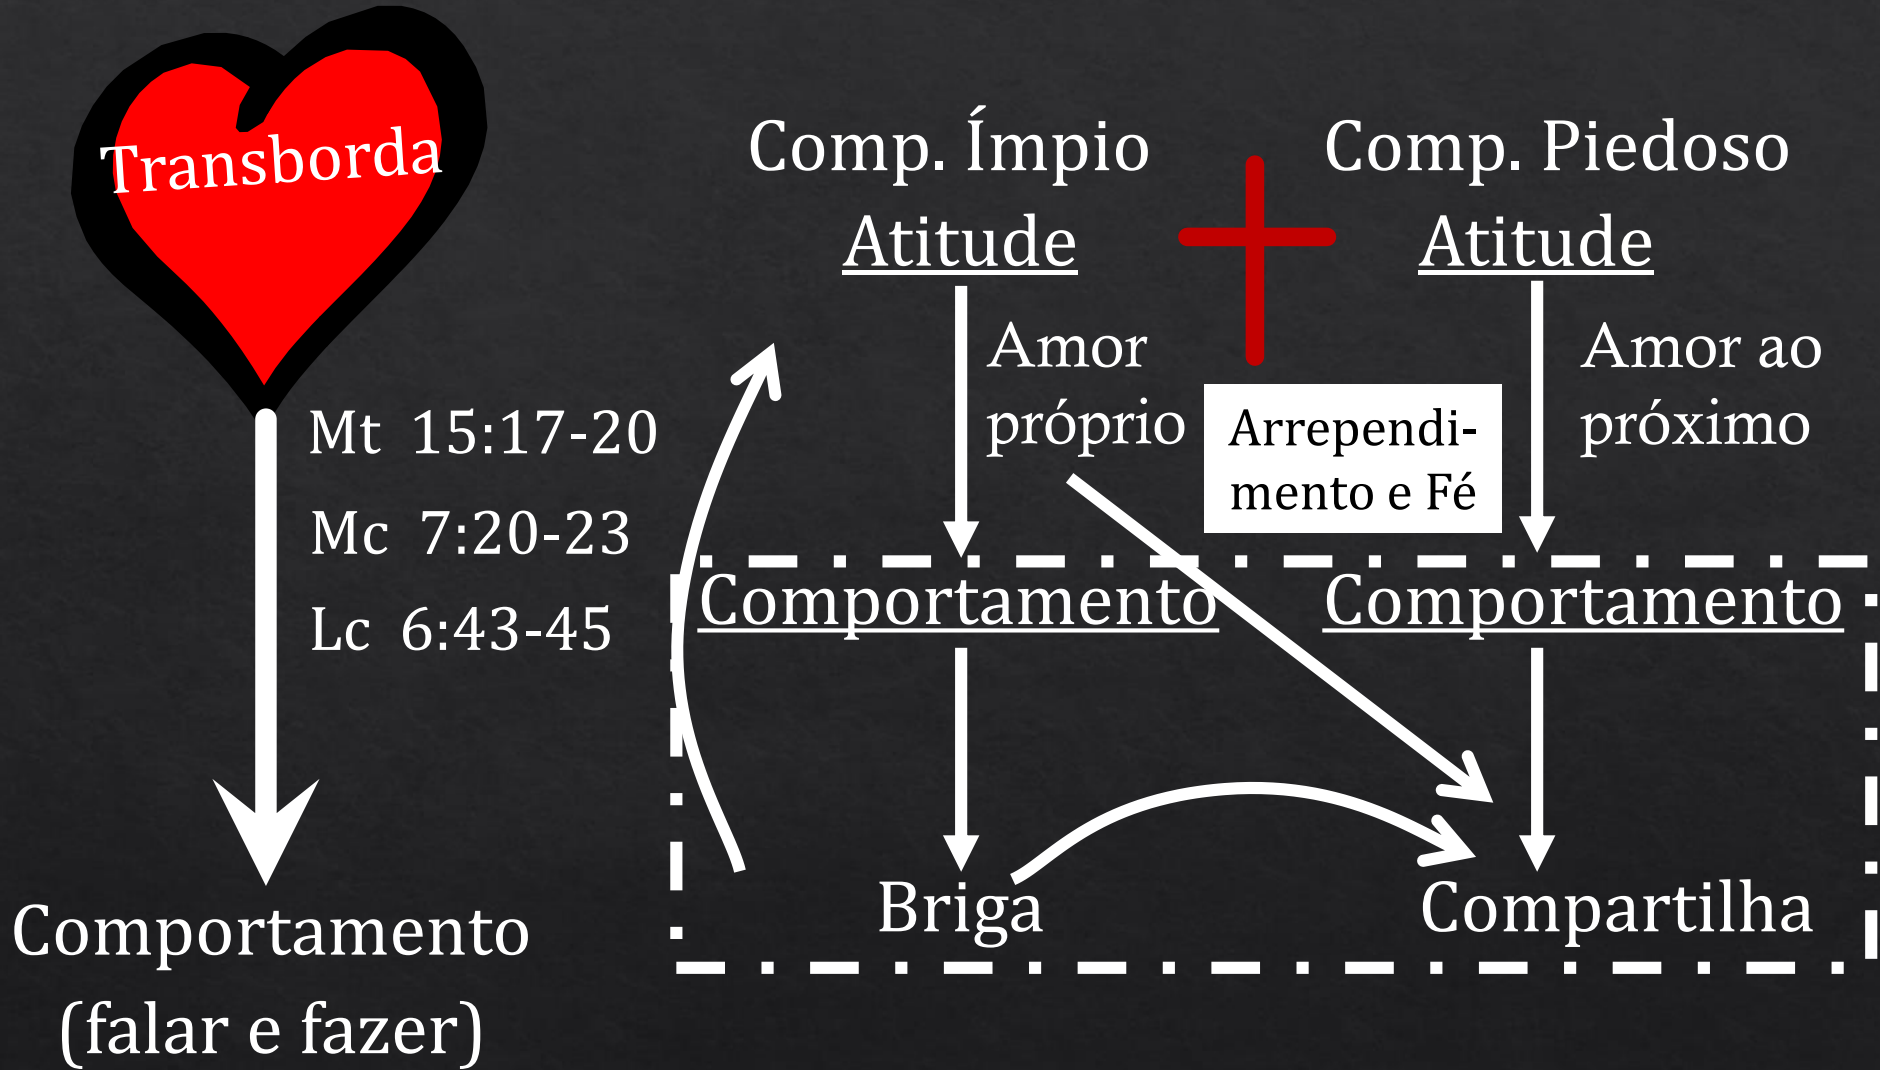 Transborda
Mt 15:17-20
Mc 7:20-23
Lc 6:43-45
Comportamento
(falar e fazer)
Comp. Ímpio
Atitude
Amor
próprio
Comportamento
Briga
Arrependi-
mento e Fé
Comp. Piedoso
Atitude
Amor ao
próximo
Comportamento
Compartilha